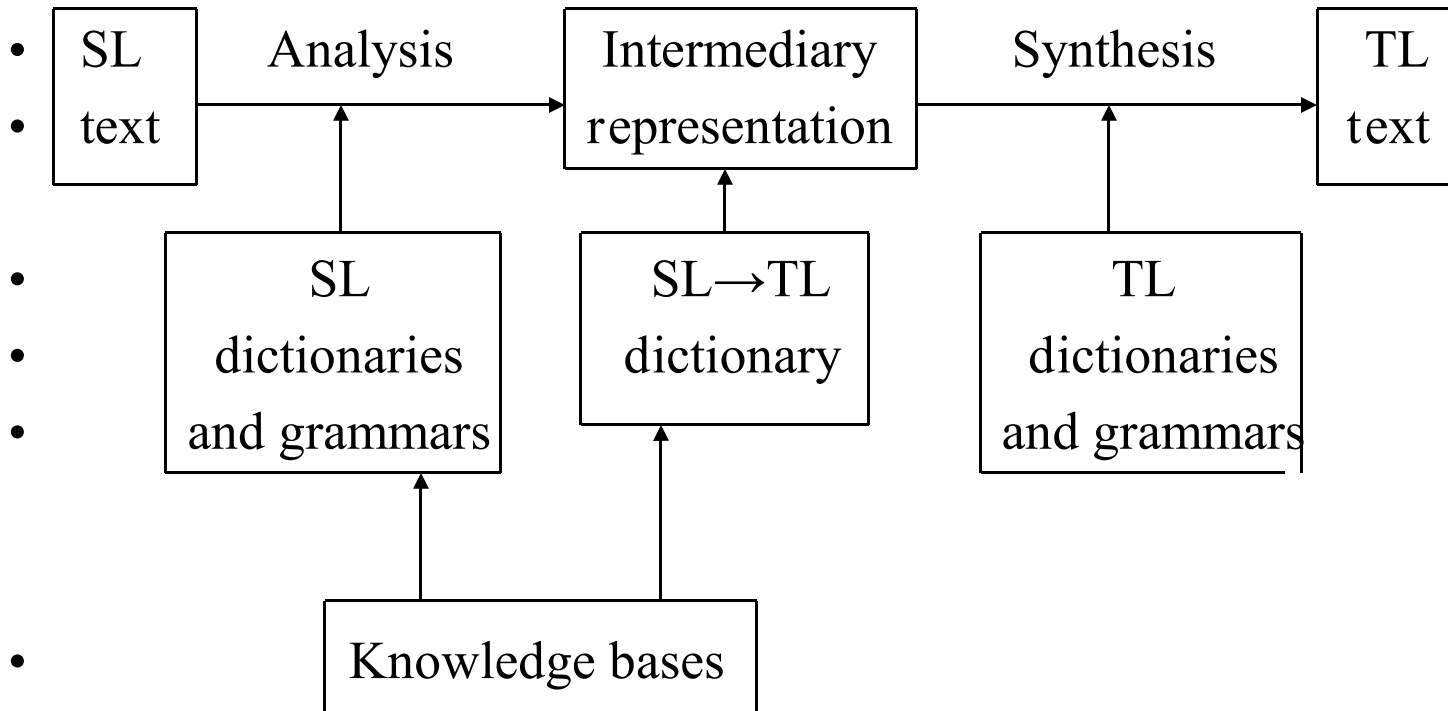 • SL Analysis Intermediary Synthesis TL
• text representation text
• SL SL→TL TL
• dictionaries dictionary dictionaries
• and grammars and grammars
• Knowledge bases